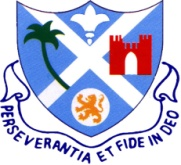 PERSEVERANTIA ET FIDE IN DEO